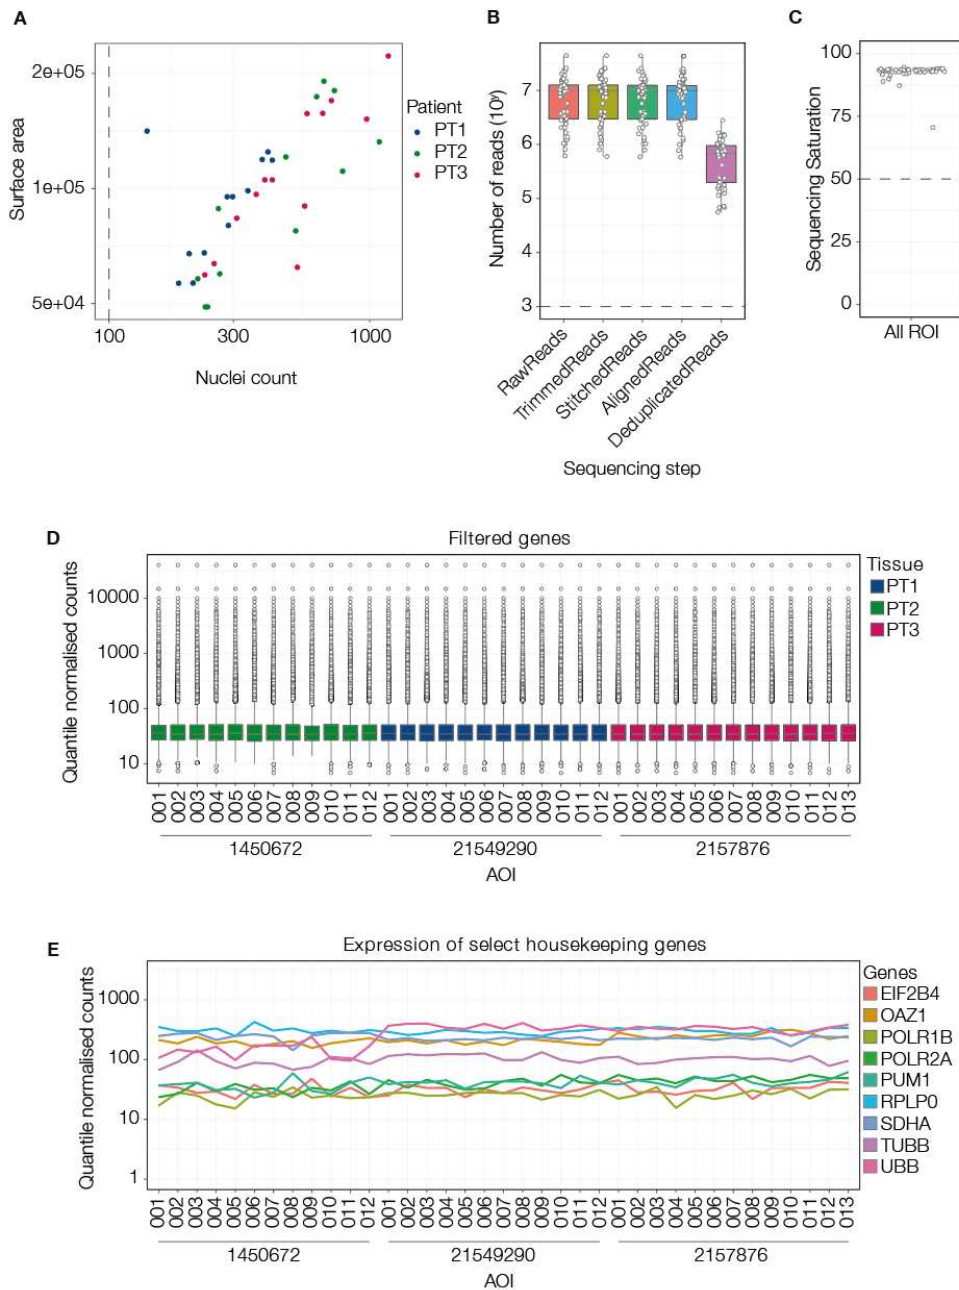 A
Surface area
2e+05
1e+05
5e+04
100 300 1000
Nuclei count
Patient
PT1
PT2
PT3
B
Number of reads (10ʸ)
7
6
5
4
3
RawReads
TrimmedReads
StitchedReads
AlignedReads
DeduplicatedReads
Sequencing step
C
Sequencing Saturation
100
75
50
25
0
All ROI
D
Filtered genes
Quantile normalised counts
10000
1000
100
10
001 002 003 004 005 006 007 008 009 010 011 012 001 002 003 004 005 006 007 008 009 010 011 012 001 002 003 004 005 006 007 008 009 010 011 012 013
1450672 21549290 2157876
AOI
Tissue
PT1
PT2
PT3
E
Expression of select housekeeping genes
Quantile normalised counts
1000
100
10
1
001 002 003 004 005 006 007 008 009 010 011 012 001 002 003 004 005 006 007 008 009 010 011 012 001 002 003 004 005 006 007 008 009 010 011 012 013
1450672 21549290 2157876
AOI
Genes
EIF2B4
OAZ1
POLR1B
POLR2A
PUM1
RPLP0
SDHA
TUBB
UBB